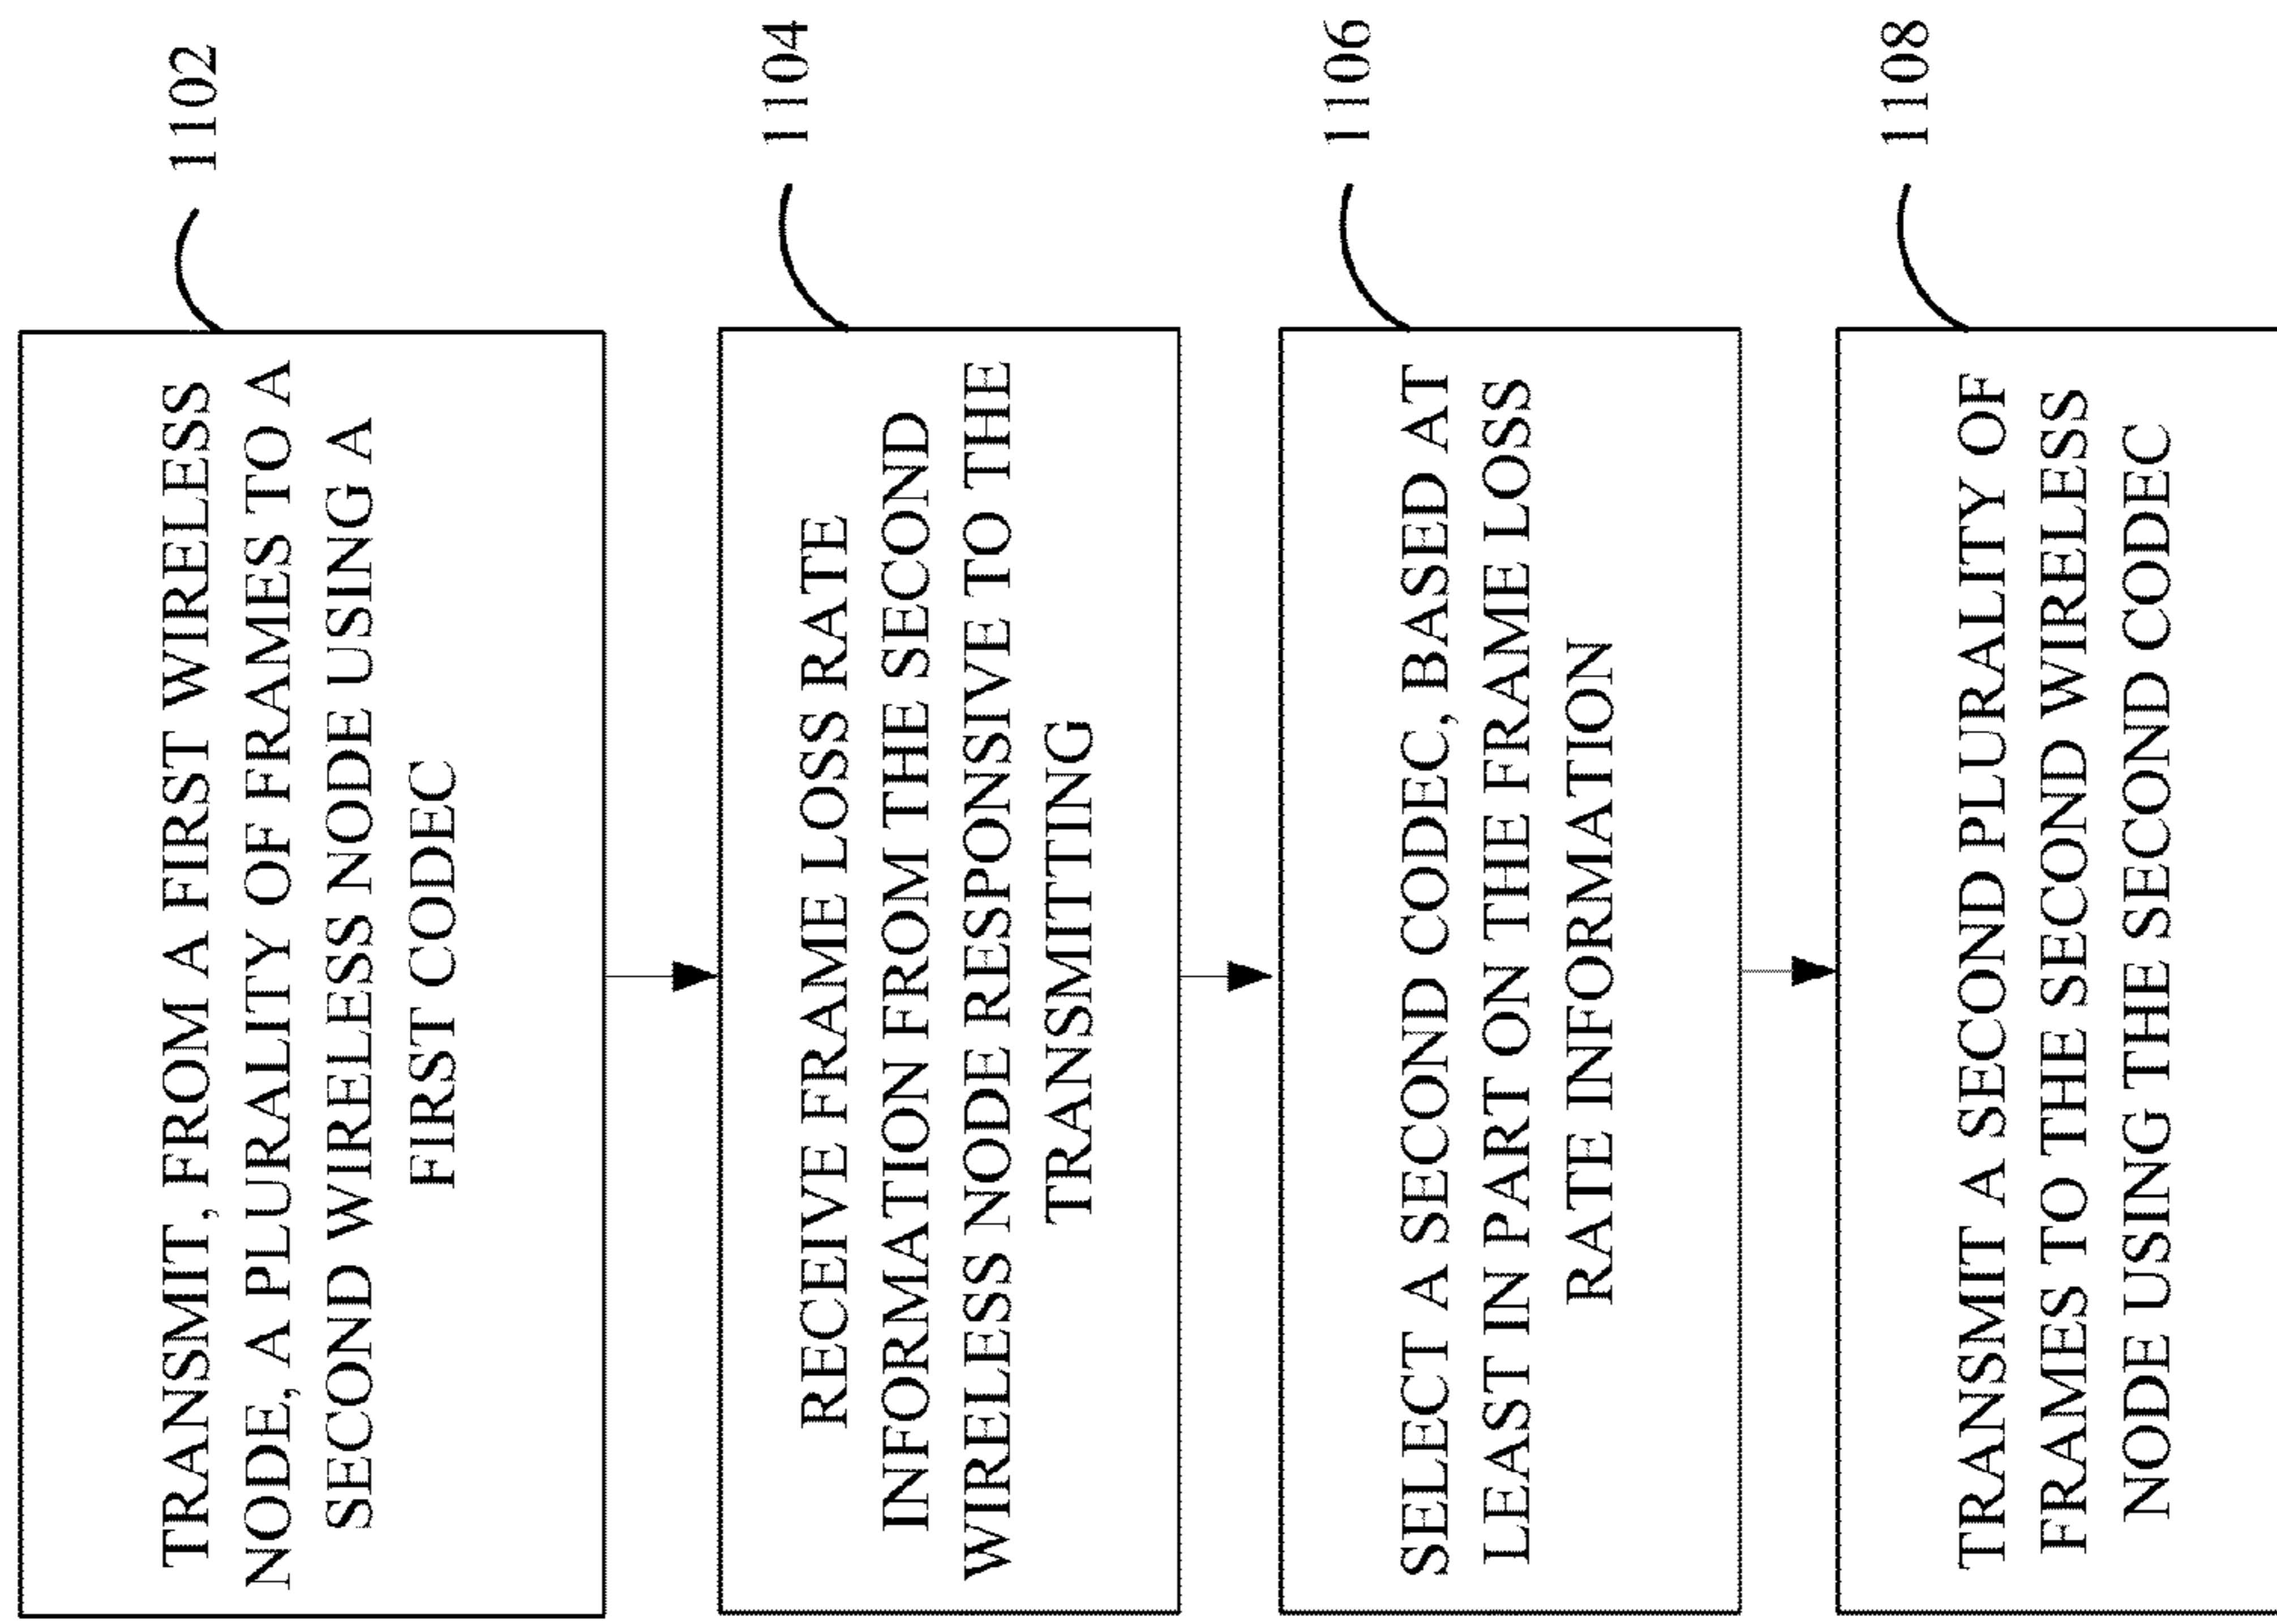 TRANSMIT, FROM A FIRST WIRELESS
NODE, A PLURALITY OF FRAMES TO A
SECOND WIRELESS NODE USING A
FIRST CODEC
1102
RECEIVE FRAME LOSS RATE
INFORMATION FROM THE SECOND
WIRELESS NODE RESPONSIVE TO THE
TRANSMITTING
1104
SELECT A SECOND CODEC, BASED AT
LEAST IN PART ON THE FRAME LOSS
RATE INFORMATION
1106
TRANSMIT A SECOND PLURALITY OF
FRAMES TO THE SECOND WIRELESS
NODE USING THE SECOND CODEC
1108